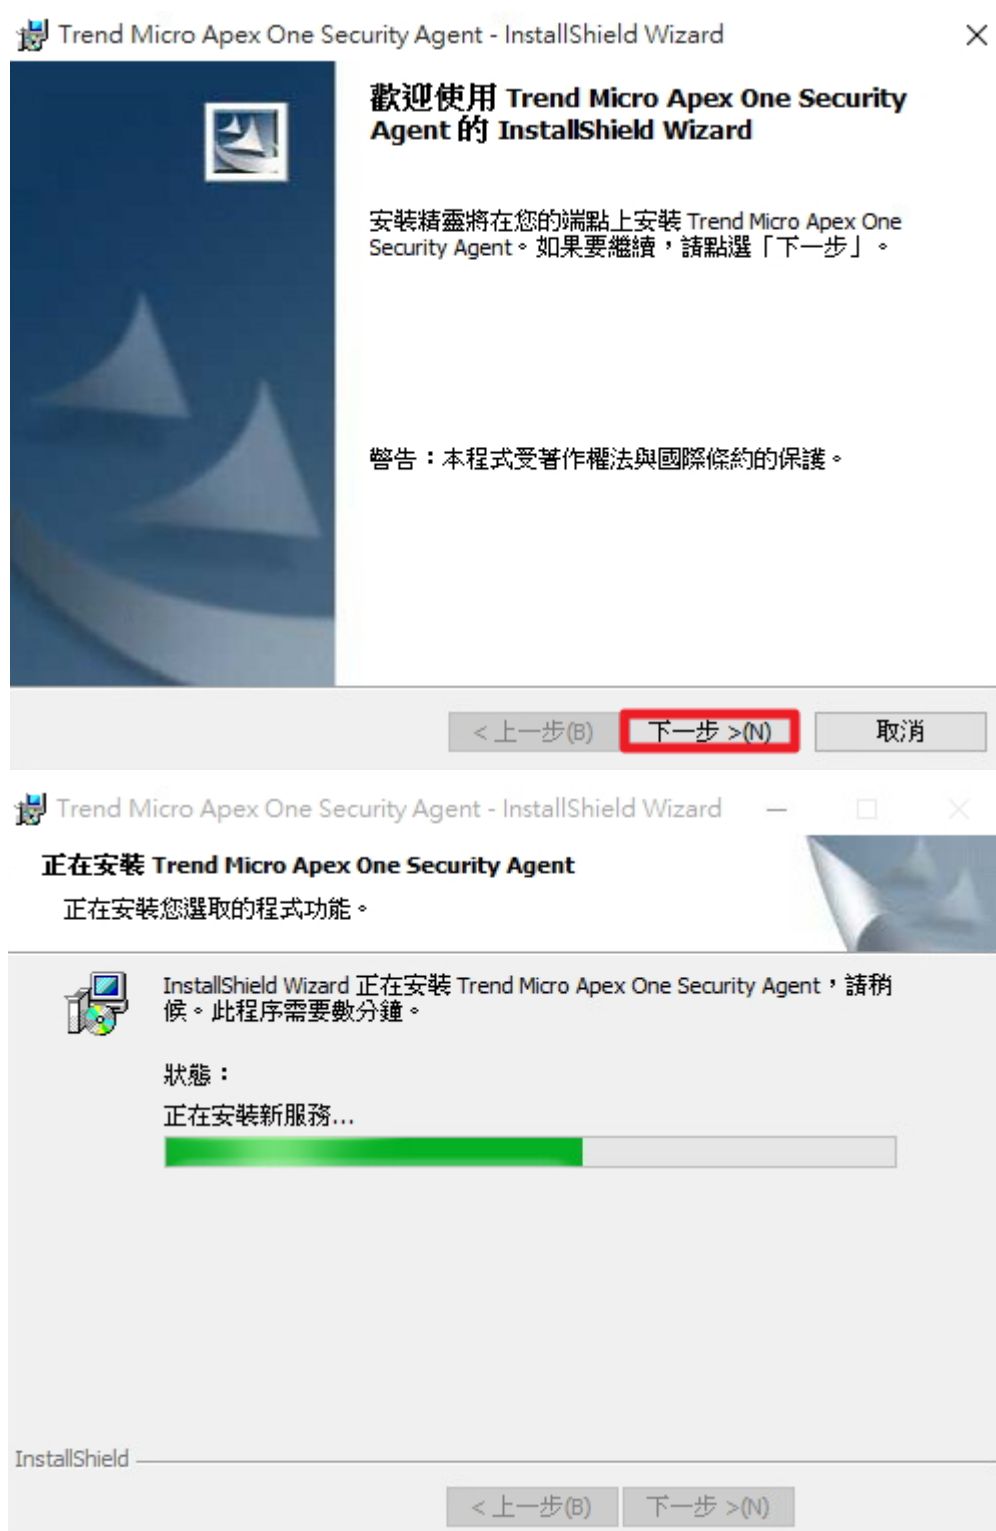 Trend Micro Apex One Security Agent - InstallShield Wizard
歡迎使用 Trend Micro Apex One Security
Agent 的 InstallShield Wizard
安裝精靈將在您的端點上安裝 Trend Micro Apex One
Security Agent。如果要繼續，請點選「下一步」。
警告：本程式受著作權法與國際條約的保護。
< 上一步(B)
下一步 >(N)
取消
Trend Micro Apex One Security Agent - InstallShield Wizard
正在安裝 Trend Micro Apex One Security Agent
正在安裝您選取的程式功能。
InstallShield Wizard 正在安裝 Trend Micro Apex One Security Agent，請稍
候。此程序需要數分鐘。
狀態：
正在安裝新服務...
InstallShield
< 上一步(B)
下一步 >(N)